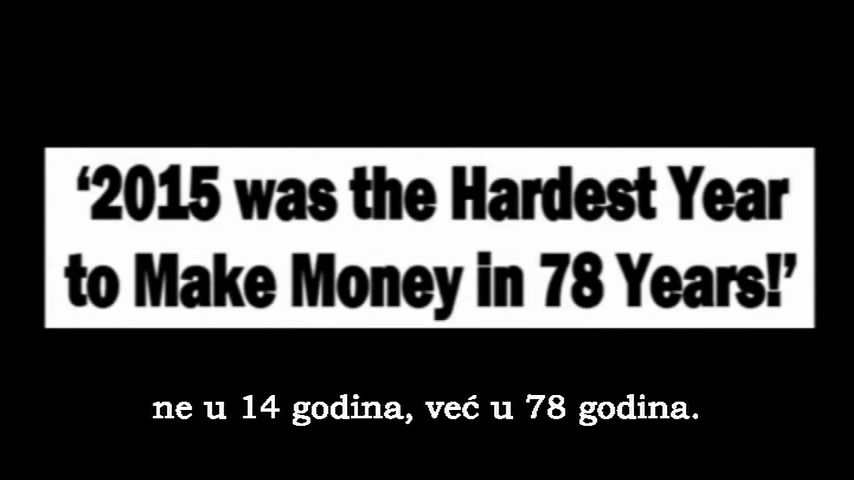 ‘2015 was the Hardest Year
to Make Money in 78 Years!’
ne u 14 godina, već u 78 godina.